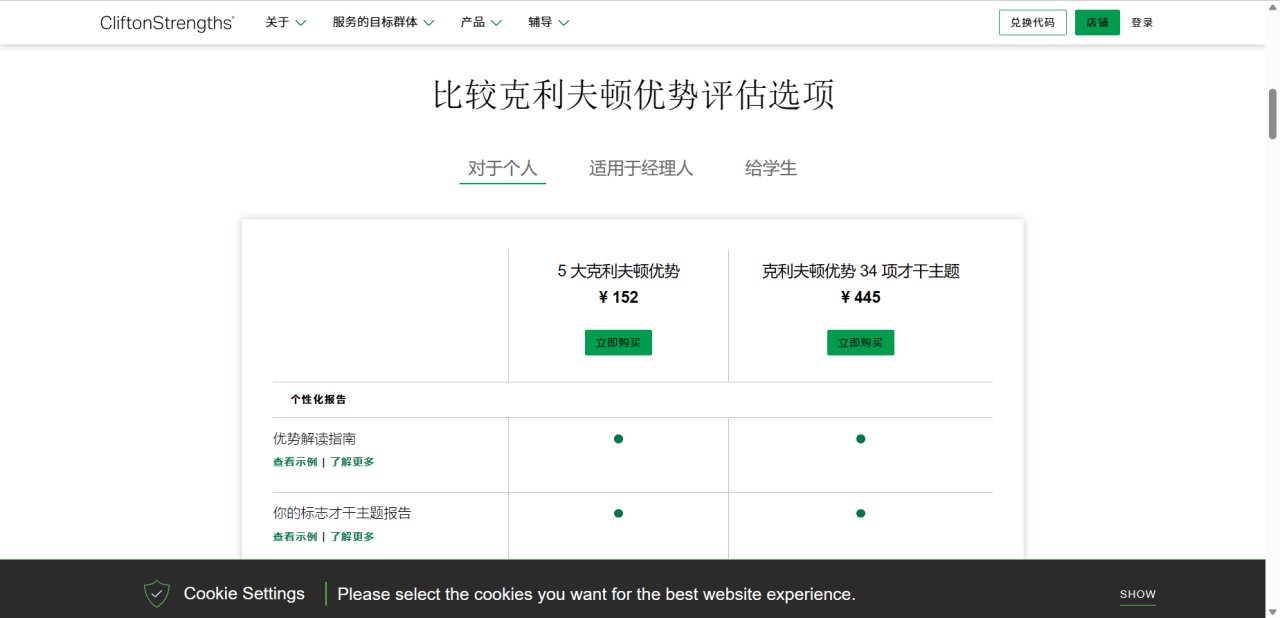 CliftonStrengths® 关于 服务的目标群体 产品 辅导 兑换代码 店铺 登录
比较克利夫顿优势评估选项
对于个人 适用于经理人 给学生
5 大克利夫顿优势 克利夫顿优势 34 项才干主题
¥ 152 ¥ 445
立即购买 立即购买
个性化报告
优势解读指南
查看示例 | 了解更多
你的标志才干主题报告
查看示例 | 了解更多
Cookie Settings Please select the cookies you want for the best website experience. SHOW